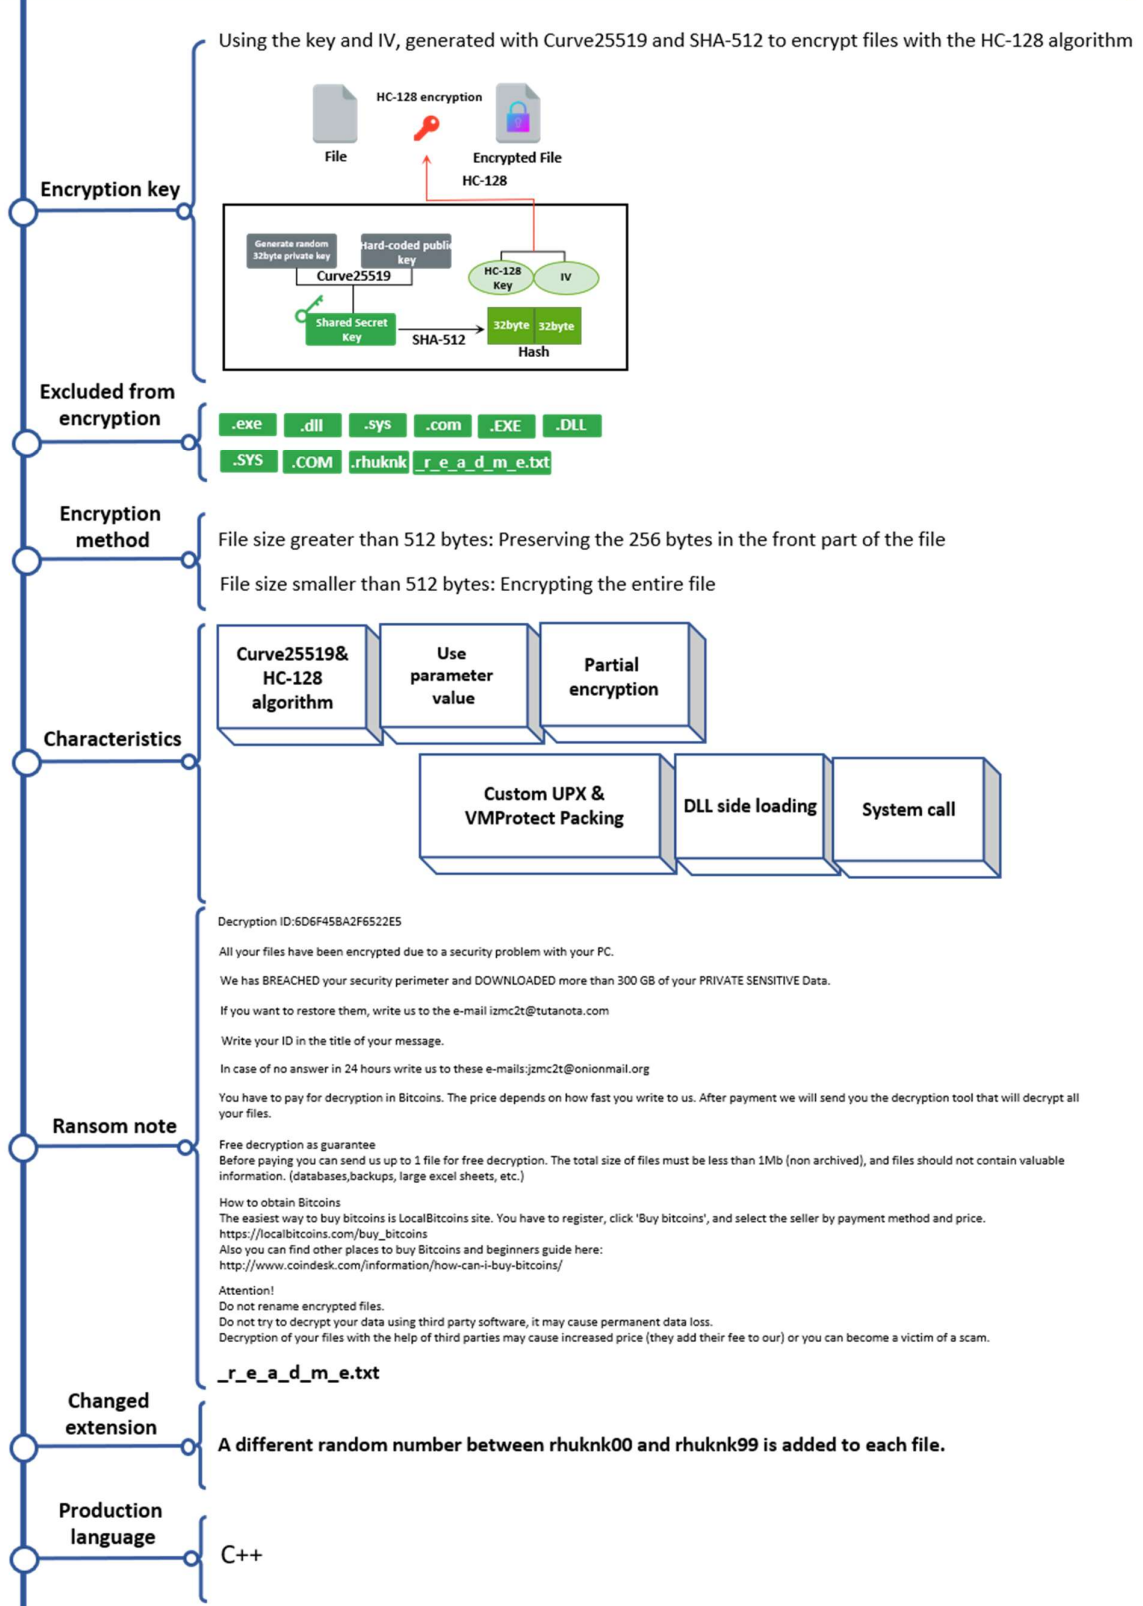 Using the key and IV, generated with Curve25519 and SHA-512 to encrypt files with the HC-128 algorithm
HC-128 encryption
File
Encrypted File
HC-128
Encryption key
Generate random
32byte private key
Hard-coded public
key
Curve25519
HC-128
Key
IV
Shared Secret
Key
SHA-512
32byte
32byte
Hash
Excluded from
encryption
.exe
.dll
.sys
.com
.EXE
.DLL
.SYS
.COM
.rhuknk
_r_e_a_d_m_e.txt
Encryption
method
File size greater than 512 bytes: Preserving the 256 bytes in the front part of the file
File size smaller than 512 bytes: Encrypting the entire file
Characteristics
Curve25519&
HC-128
algorithm
Use
parameter
value
Partial
encryption
Custom UPX &
VMProtect Packing
DLL side loading
System call
Ransom note
Decryption ID:6D6F45BA2F6522E5
All your files have been encrypted due to a security problem with your PC.
We has BREACHED your security perimeter and DOWNLOADED more than 300 GB of your PRIVATE SENSITIVE Data.
If you want to restore them, write us to the e-mail izmc2t@tutanota.com
Write your ID in the title of your message.
In case of no answer in 24 hours write us to these e-mails:jzmc2t@onionmail.org
You have to pay for decryption in Bitcoins. The price depends on how fast you write to us. After payment we will send you the decryption tool that will decrypt all
your files.
Free decryption as guarantee
Before paying you can send us up to 1 file for free decryption. The total size of files must be less than 1Mb (non archived), and files should not contain valuable
information. (databases,backups, large excel sheets, etc.)
How to obtain Bitcoins
The easiest way to buy bitcoins is LocalBitcoins site. You have to register, click 'Buy bitcoins', and select the seller by payment method and price.
https://localbitcoins.com/buy_bitcoins
Also you can find other places to buy Bitcoins and beginners guide here:
http://www.coindesk.com/information/how-can-i-buy-bitcoins/
Attention!
Do not rename encrypted files.
Do not try to decrypt your data using third party software, it may cause permanent data loss.
Decryption of your files with the help of third parties may cause increased price (they add their fee to our) or you can become a victim of a scam.
_r_e_a_d_m_e.txt
Changed
extension
A different random number between rhuknk00 and rhuknk99 is added to each file.
Production
language
C++